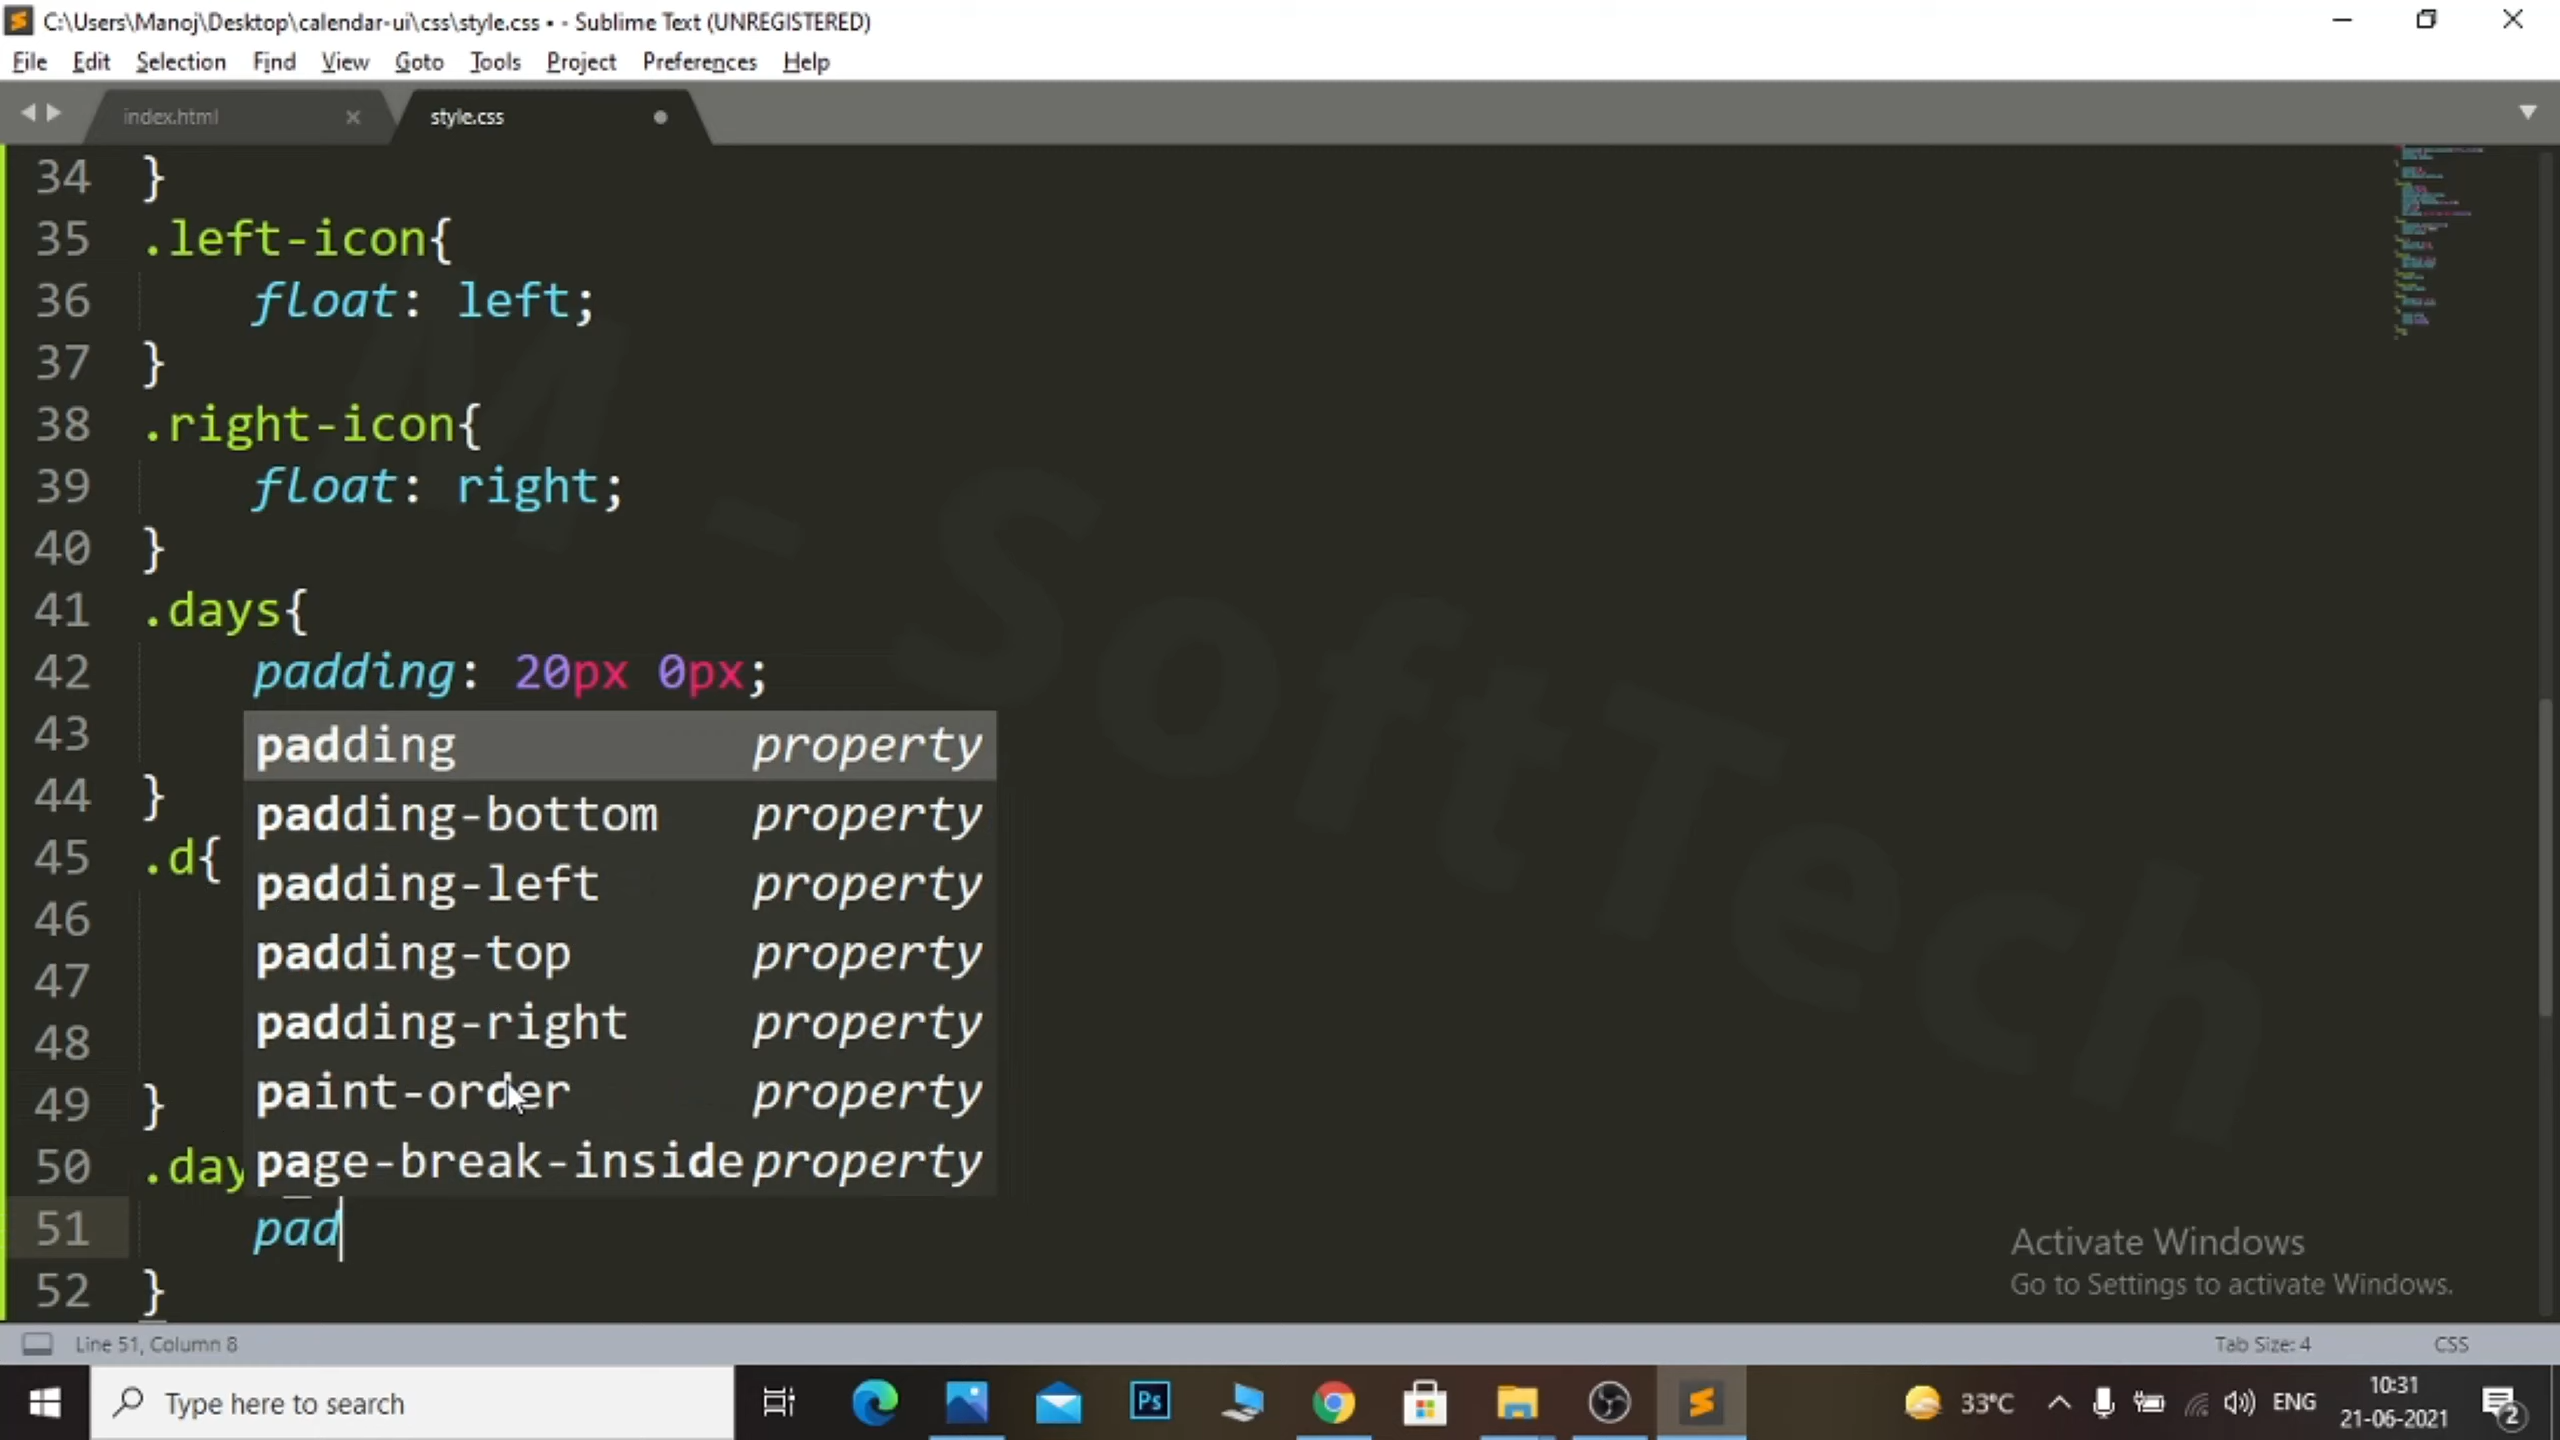 C:\Users\Manoj\Desktop\calendar-ui\css\style.css • - Sublime Text (UNREGISTERED)
File Edit Selection Find View Goto Tools Project Preferences Help
index.html style.css
34 }
35 .left-icon{
36 float: left;
37 }
38 .right-icon{
39 float: right;
40 }
41 .days{
42 padding: 20px 0px;
43 padding property
padding-bottom property
44 }
45 .d{ padding-left property
46 padding-top property
47 padding-right property
48 paint-order property
49 }
50 .day page-break-inside property
51 pad
52 }
M - SoftTech
Activate Windows
Go to Settings to activate Windows.
Line 51, Column 8 Tab Size: 4 CSS
Type here to search Ps 33°C ENG 10:31
21-06-2021 2